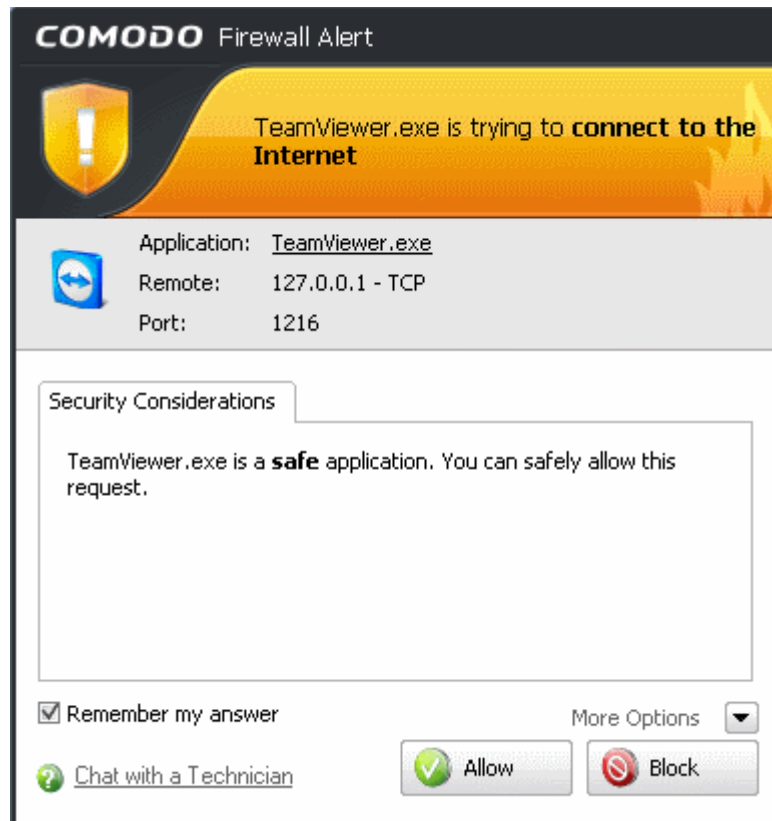 COMODO Firewall Alert
TeamViewer.exe is trying to connect to the
Internet
Application: TeamViewer.exe
Remote: 127.0.0.1 - TCP
Port: 1216
Security Considerations
TeamViewer.exe is a safe application. You can safely allow this
request.
Remember my answer
More Options
Chat with a Technician
Allow
Block